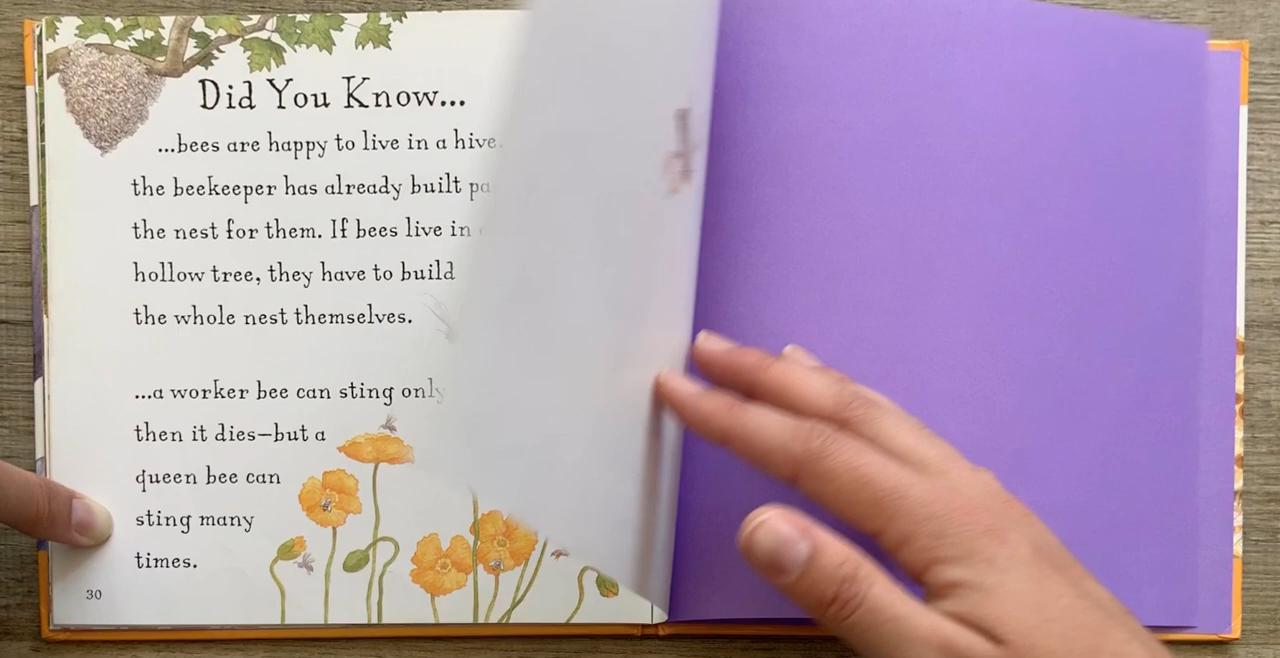 Did You Know...
...bees are happy to live in a hive.
the beekeeper has already built
the nest for them. If bees live in
hollow tree, they have to build
the whole nest themselves.
...a worker bee can sting only
then it dies—but a
queen bee can
sting many
times.
30